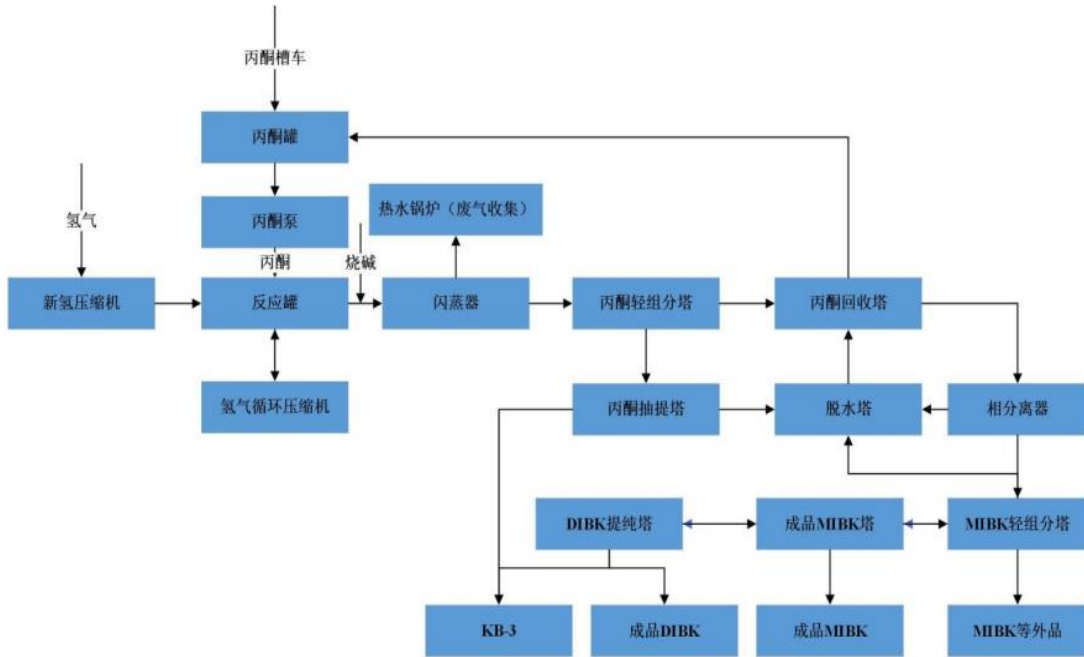 丙酮槽车
丙酮罐
氢气
丙酮泵
热水锅炉（废气收集）
丙酮
烧碱
新氢压缩机
反应罐
闪蒸器
丙酮轻组分塔
丙酮回收塔
氢气循环压缩机
丙酮抽提塔
脱水塔
相分离器
DIBK提纯塔
成品MIBK塔
MIBK轻组分塔
KB-3
成品DIBK
成品MIBK
MIBK等外品